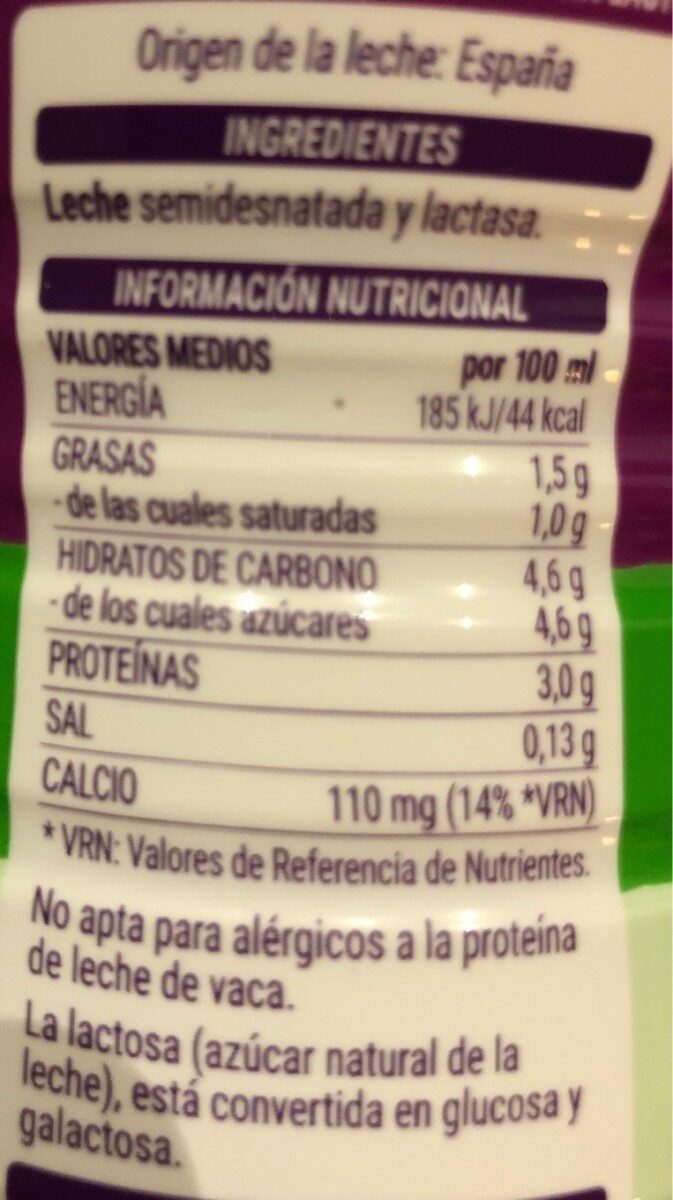 Origen de la leche: España
INGREDIENTES
Leche semidesnatada y lactasa.
INFORMACIÓN NUTRICIONAL
VALORES MEDIOS por 100 ml
ENERGÍA 185 kJ/44 kcal
GRASAS 1,5 g
- de las cuales saturadas 1,0 g
HIDRATOS DE CARBONO 4,6 g
- de los cuales azúcares 4,6 g
PROTEÍNAS 3,0 g
SAL 0,13 g
CALCIO 110 mg (14% *VRN)
* VRN: Valores de Referencia de Nutrientes.
No apta para alérgicos a la proteína
de leche de vaca.
La lactosa (azúcar natural de la
leche), está convertida en glucosa y
galactosa.